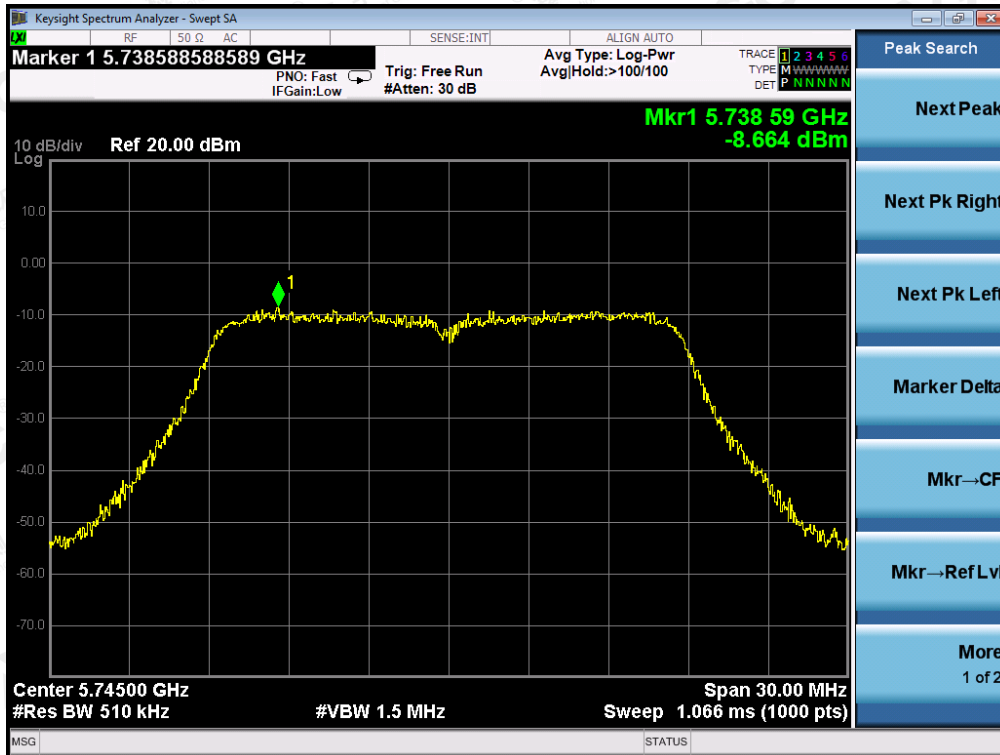 Keysight Spectrum Analyzer - Swept SA
LXI RF 50 Ω AC SENSE:INT ALIGN AUTO
Marker 1 5.738588588589 GHz
PNO: Fast
IFGain:Low
Trig: Free Run
#Atten: 30 dB
Avg Type: Log-Pwr
Avg|Hold:>100/100
TRACE 1 2 3 4 5 6
TYPE M WWWWW
DET P N N N N N
Mkr1 5.738 59 GHz
-8.664 dBm
10 dB/div
Log
Ref 20.00 dBm
10.0
0.00
-10.0
-20.0
-30.0
-40.0
-50.0
-60.0
-70.0
1
Center 5.74500 GHz
Span 30.00 MHz
#Res BW 510 kHz
#VBW 1.5 MHz
Sweep 1.066 ms (1000 pts)
MSG
STATUS
Peak Search
Next Peak
Next Pk Right
Next Pk Left
Marker Delta
Mkr→CF
Mkr→Ref Lvl
More
1 of 2